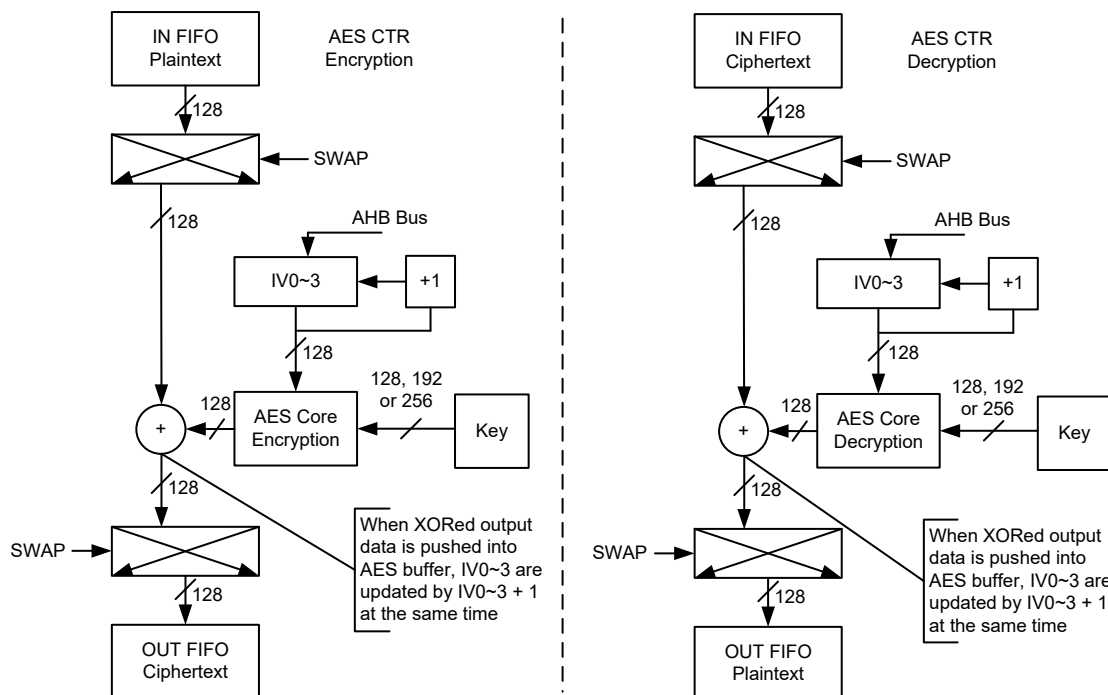 IN FIFO
Plaintext
AES CTR
Encryption
128
SWAP
128
AHB Bus
IV0~3
+1
128
128, 192
or 256
128
+
AES Core
Encryption
Key
128
SWAP
When XORed output
data is pushed into
AES buffer, IV0~3 are
updated by IV0~3 + 1
at the same time
128
OUT FIFO
Ciphertext
IN FIFO
Ciphertext
AES CTR
Decryption
128
SWAP
128
AHB Bus
IV0~3
+1
128
128, 192
or 256
128
+
AES Core
Decryption
Key
128
SWAP
When XORed output
data is pushed into
AES buffer, IV0~3 are
updated by IV0~3 + 1
at the same time
128
OUT FIFO
Plaintext